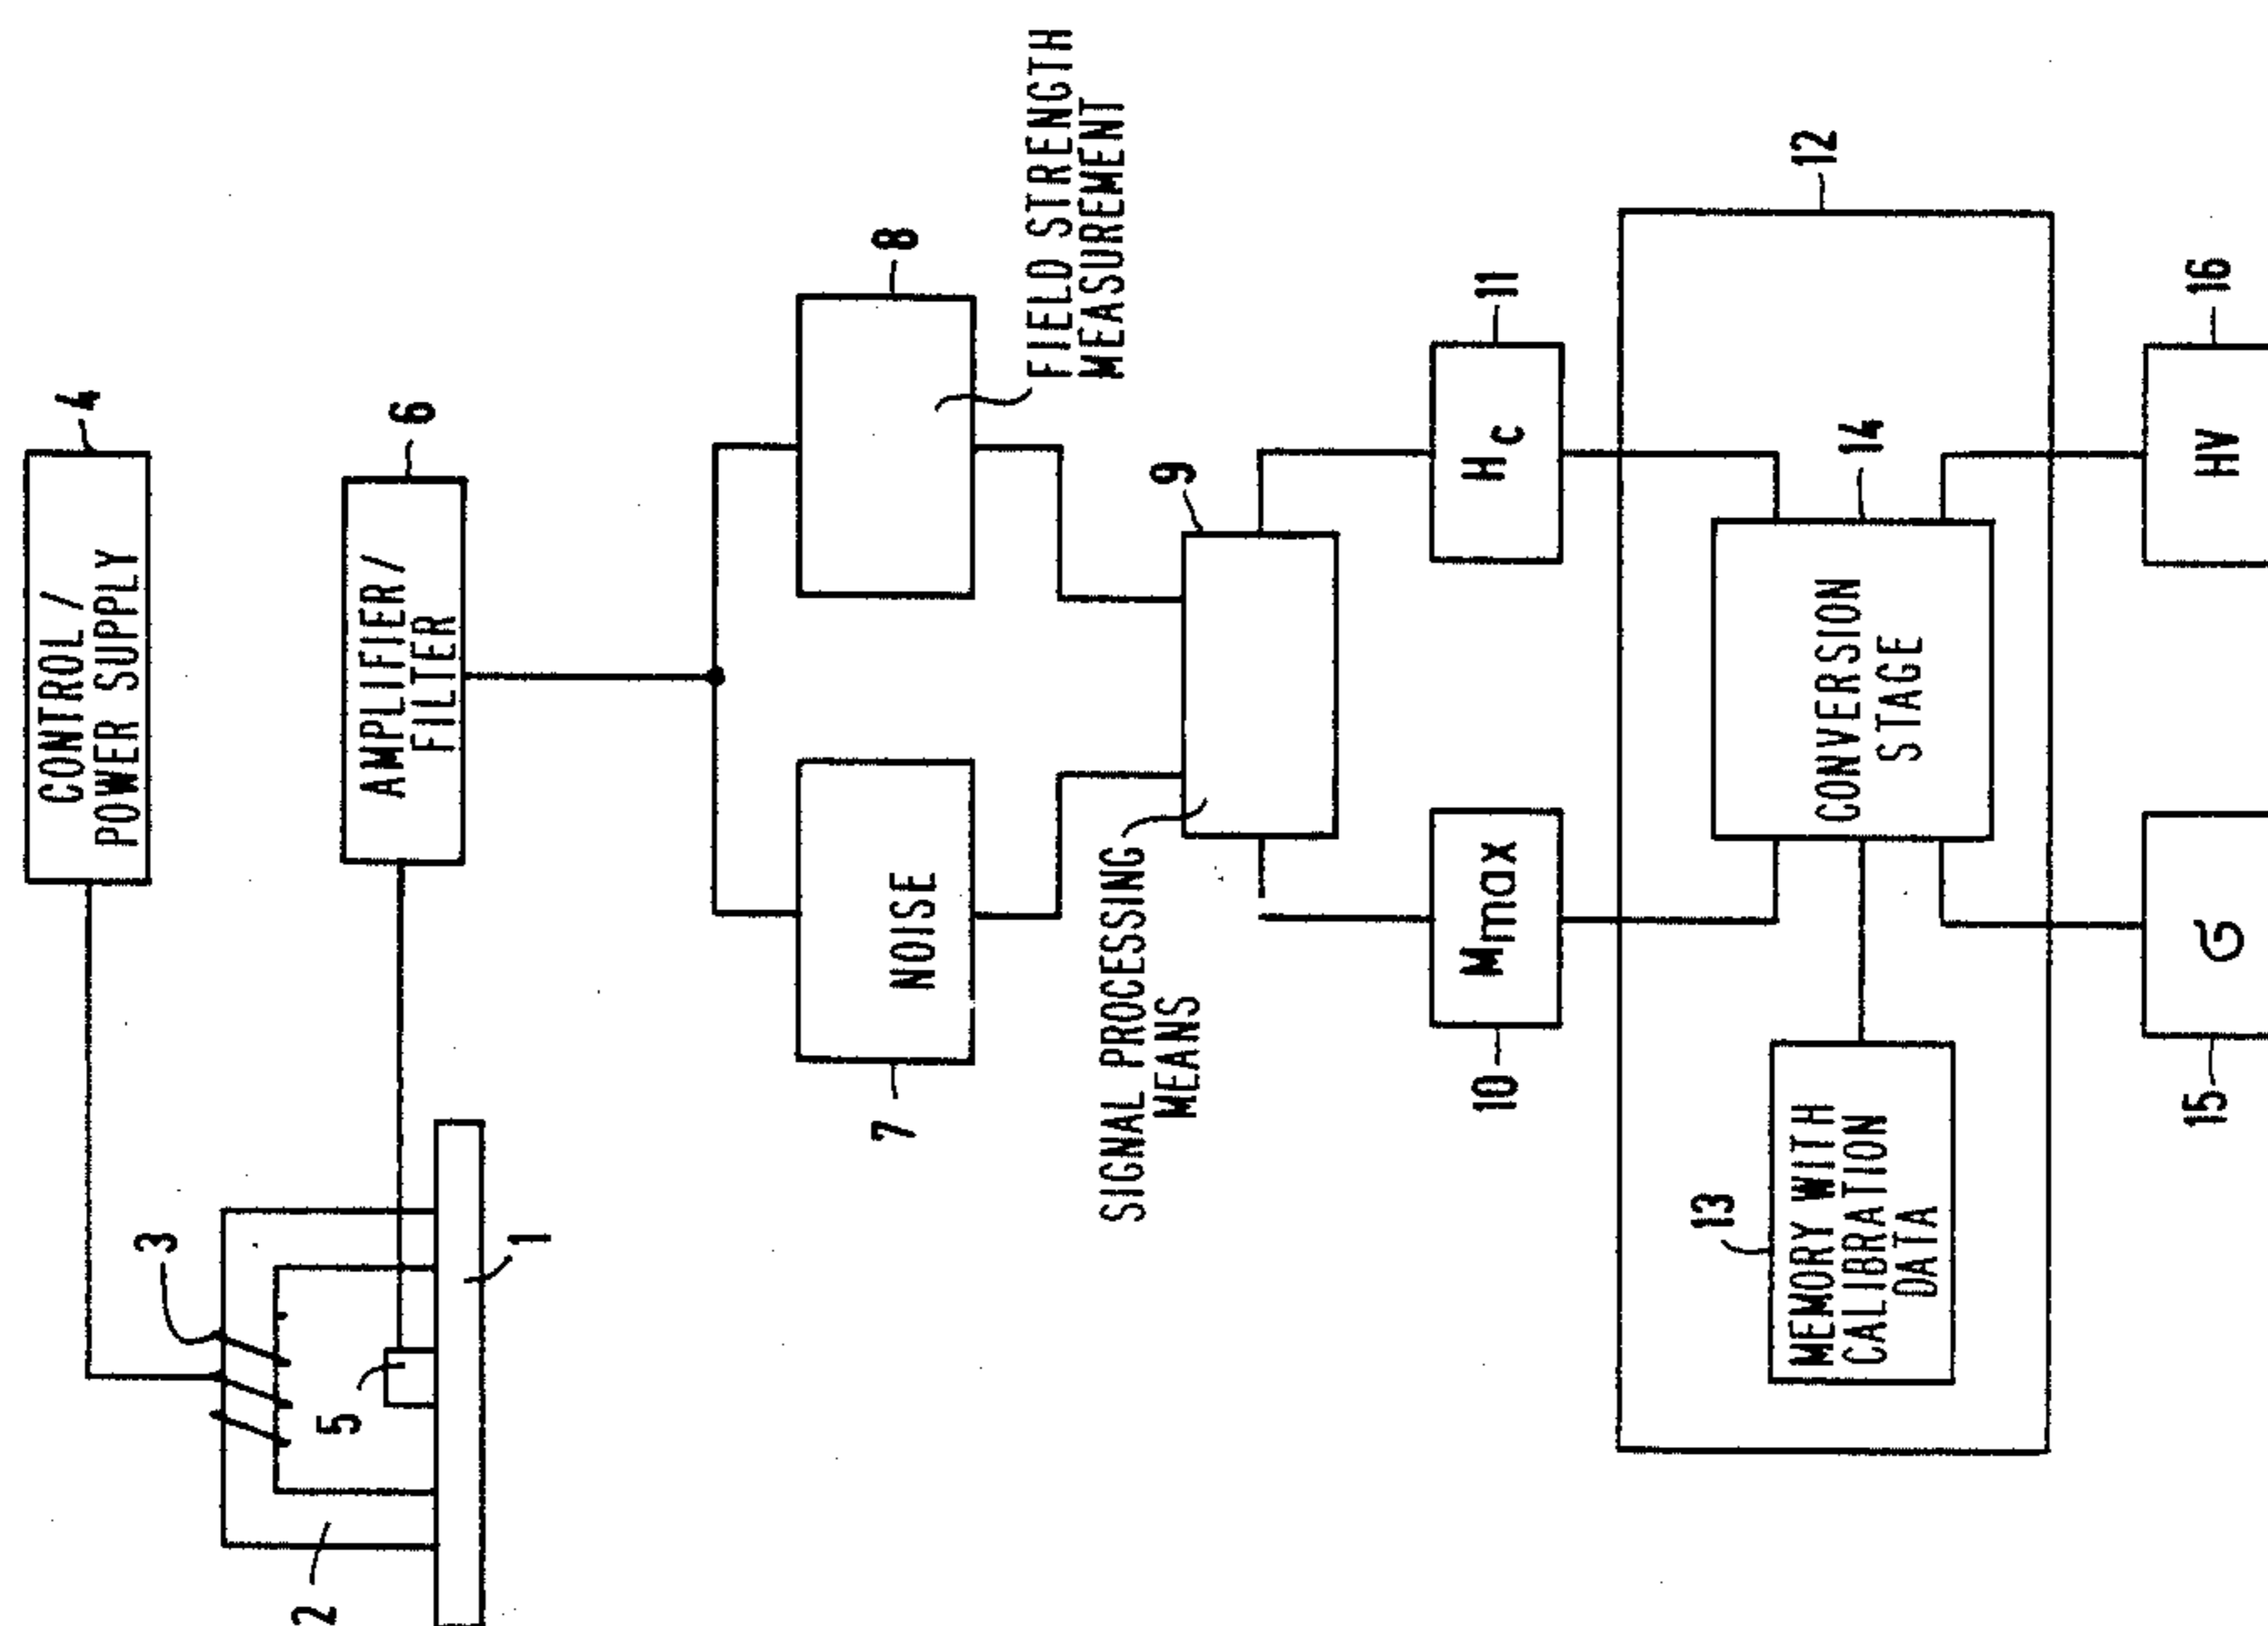 4
CONTROL /
POWER SUPPLY
3
2
5
1
6
AMPLIFIER /
FILTER
7
NOISE
8
FIELD STRENGTH
MEASUREMENT
SIGNAL PROCESSING
MEANS
9
10
Mmax
11
Hc
12
13
MEMORY WITH
CALIBRATION
DATA
14
CONVERSION
STAGE
15
σ
16
HV